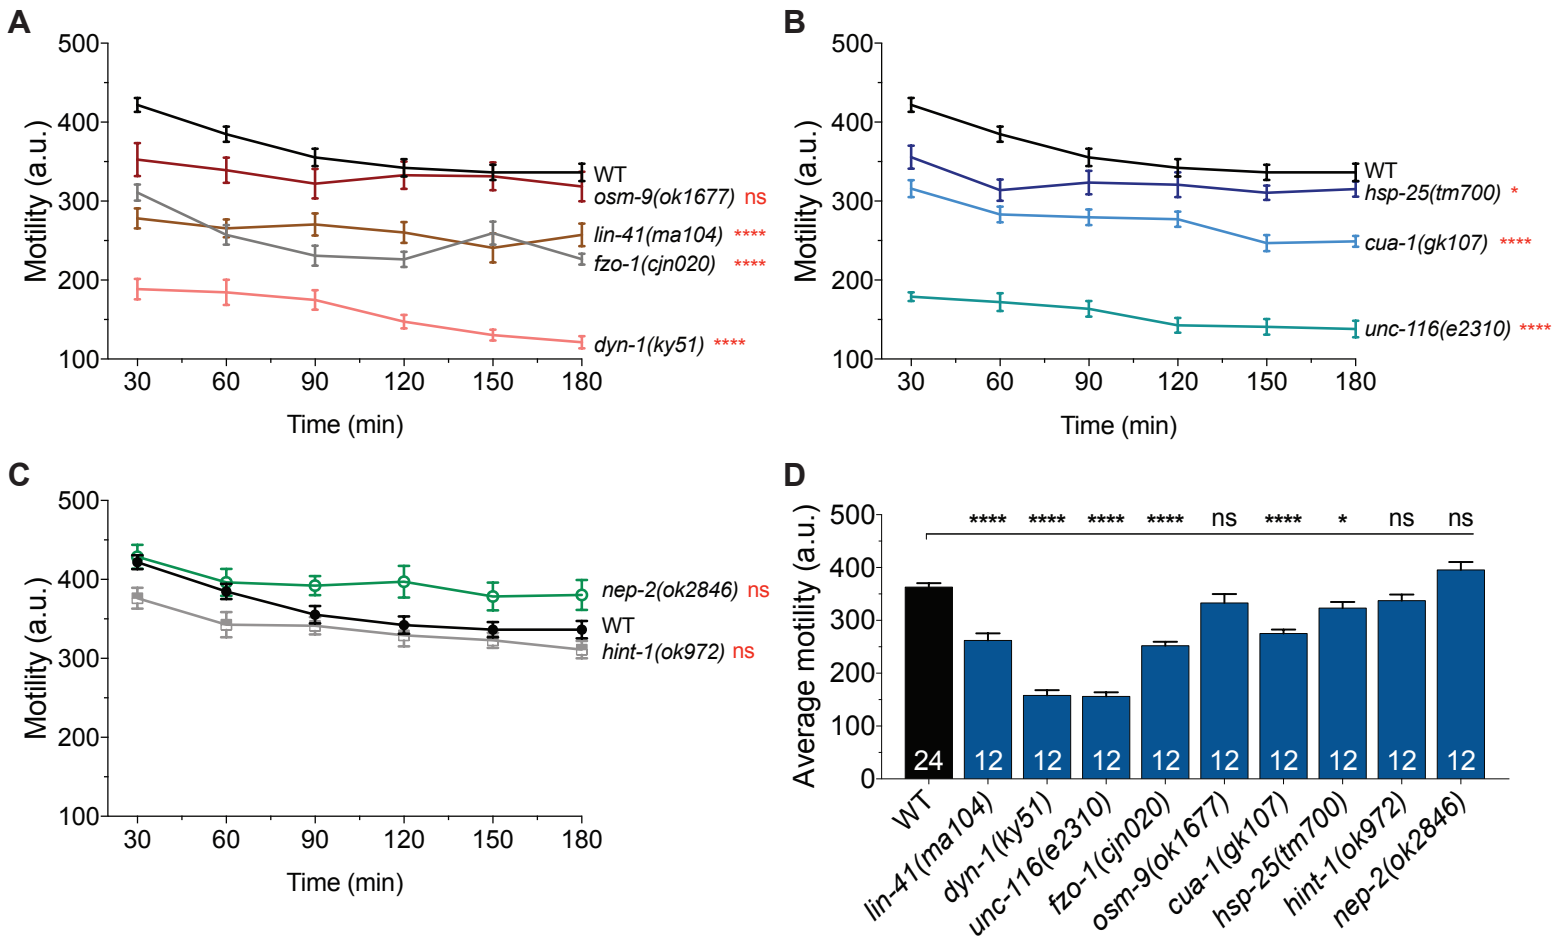 A
500
400
300
200
100
Motility (a.u.)
30 60 90 120 150 180
Time (min)
WT
osm-9(ok1677) ns
lin-41(ma104) ****
fzo-1(cjn020) ****
dyn-1(ky51) ****
B
500
400
300
200
100
Motility (a.u.)
30 60 90 120 150 180
Time (min)
WT
hsp-25(tm700) *
cua-1(gk107) ****
unc-116(e2310) ****
C
500
400
300
200
100
Motility (a.u.)
30 60 90 120 150 180
Time (min)
nep-2(ok2846) ns
WT
hint-1(ok972) ns
D
500
400
300
200
100
0
Average motility (a.u.)
**** **** **** **** ns **** * ns ns
24 12 12 12 12 12 12 12 12 12
WT
lin-41(ma104)
dyn-1(ky51)
unc-116(e2310)
fzo-1(cjn020)
osm-9(ok1677)
cua-1(gk107)
hsp-25(tm700)
hint-1(ok972)
nep-2(ok2846)